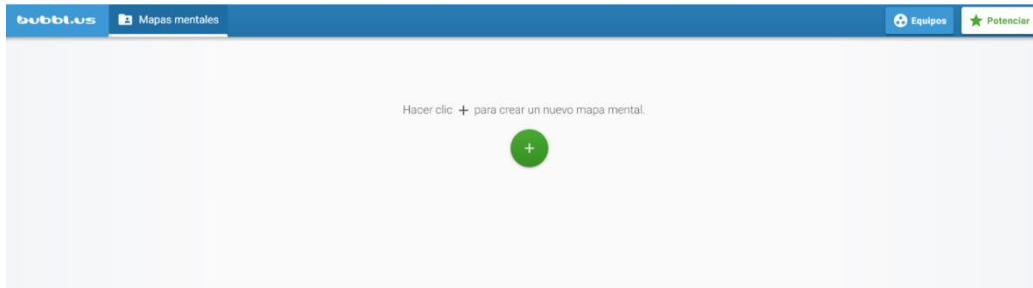 bubbl.us
Mapas mentales
Equipos
Potenciar
Hacer clic + para crear un nuevo mapa mental.
+